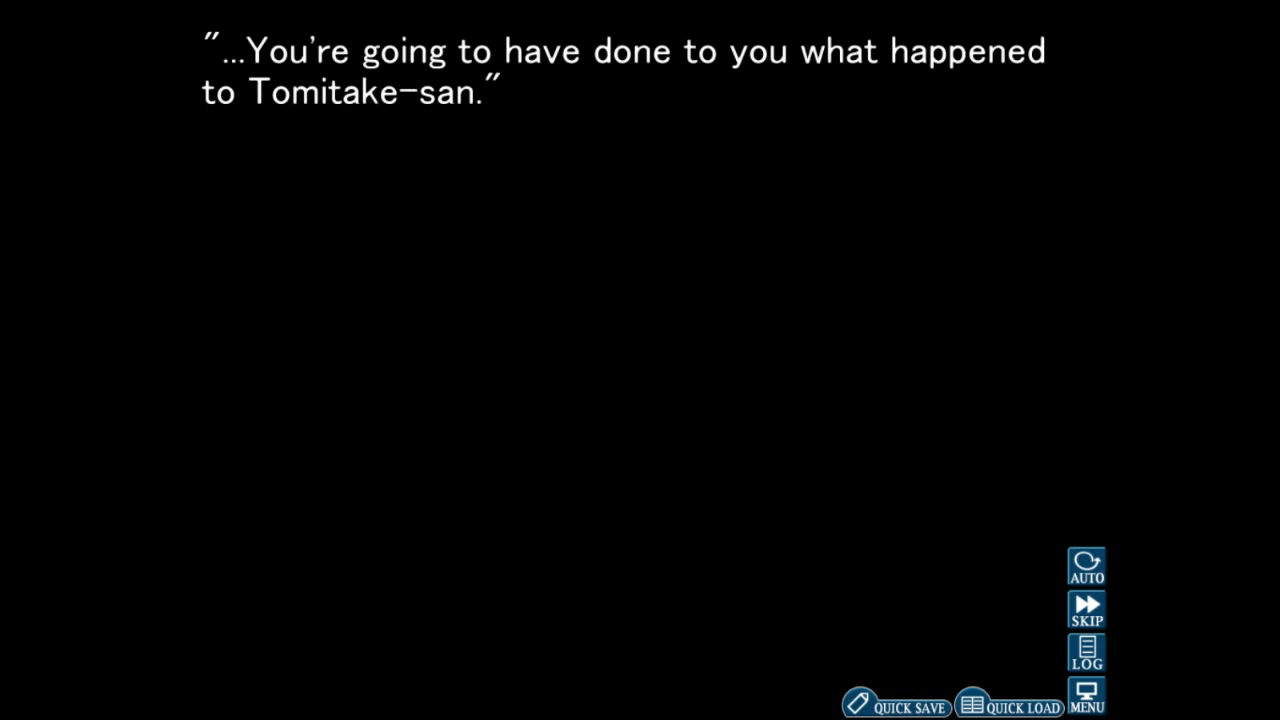 "...You're going to have done to you what happened
to Tomitake-san."
AUTO
SKIP
LOG
QUICK SAVE
QUICK LOAD
MENU